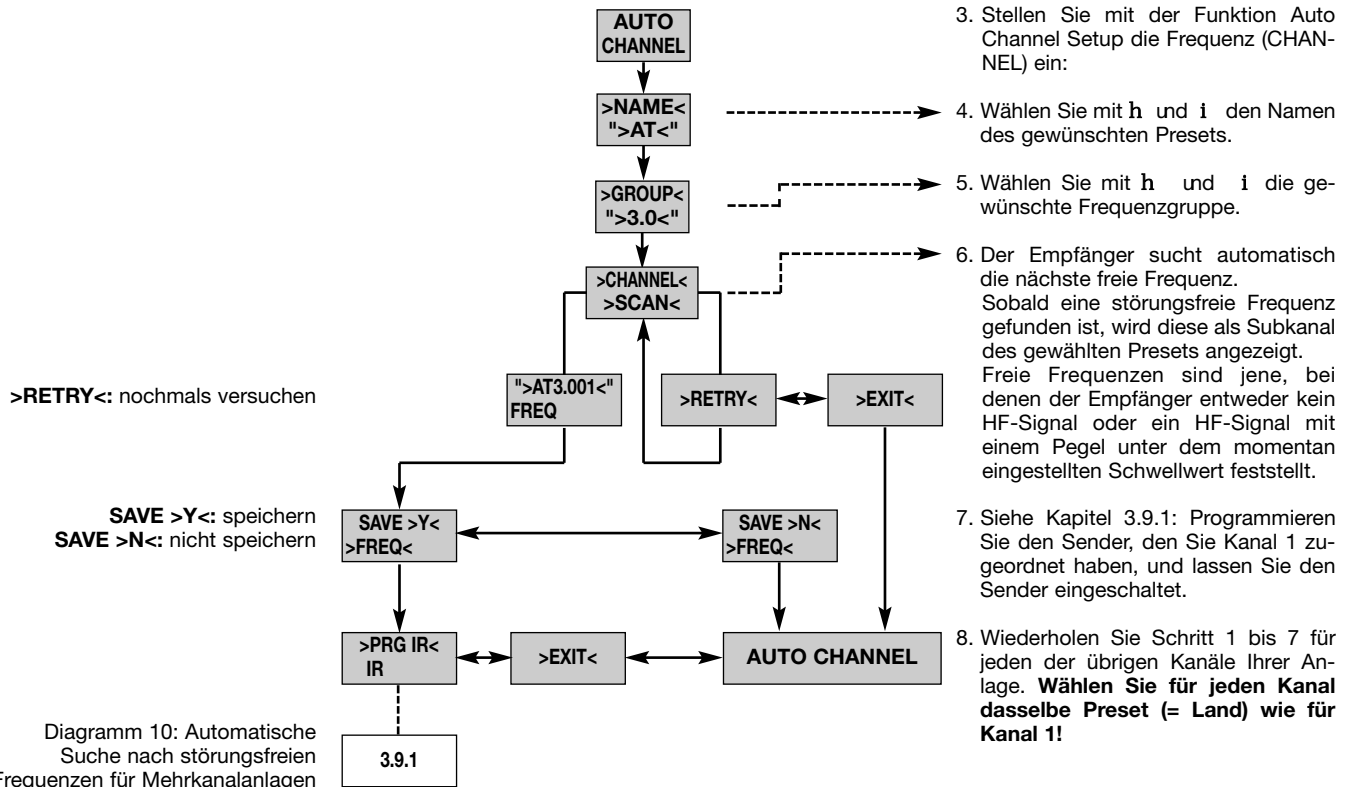 AUTO
CHANNEL
>NAME<
">AT<"
>GROUP<
">3.0<"
>CHANNEL<
>SCAN<
">AT3.001<"
FREQ
>RETRY<
>EXIT<
>RETRY<: nochmals versuchen
SAVE >Y<: speichern
SAVE >N<: nicht speichern
SAVE >Y<
>FREQ<
SAVE >N<
>FREQ<
>PRG IR<
IR
>EXIT<
AUTO CHANNEL
3.9.1
Diagramm 10: Automatische
Suche nach störungsfreien
Frequenzen für Mehrkanalanlagen
3. Stellen Sie mit der Funktion Auto
Channel Setup die Frequenz (CHAN-
NEL) ein:
4. Wählen Sie mit h und i den Namen
des gewünschten Presets.
5. Wählen Sie mit h und i die ge-
wünschte Frequenzgruppe.
6. Der Empfänger sucht automatisch
die nächste freie Frequenz.
Sobald eine störungsfreie Frequenz
gefunden ist, wird diese als Subkanal
des gewählten Presets angezeigt.
Freie Frequenzen sind jene, bei
denen der Empfänger entweder kein
HF-Signal oder ein HF-Signal mit
einem Pegel unter dem momentan
eingestellten Schwellwert feststellt.
7. Siehe Kapitel 3.9.1: Programmieren
Sie den Sender, den Sie Kanal 1 zu-
geordnet haben, und lassen Sie den
Sender eingeschaltet.
8. Wiederholen Sie Schritt 1 bis 7 für
jeden der übrigen Kanäle Ihrer An-
lage. Wählen Sie für jeden Kanal
dasselbe Preset (= Land) wie für
Kanal 1!